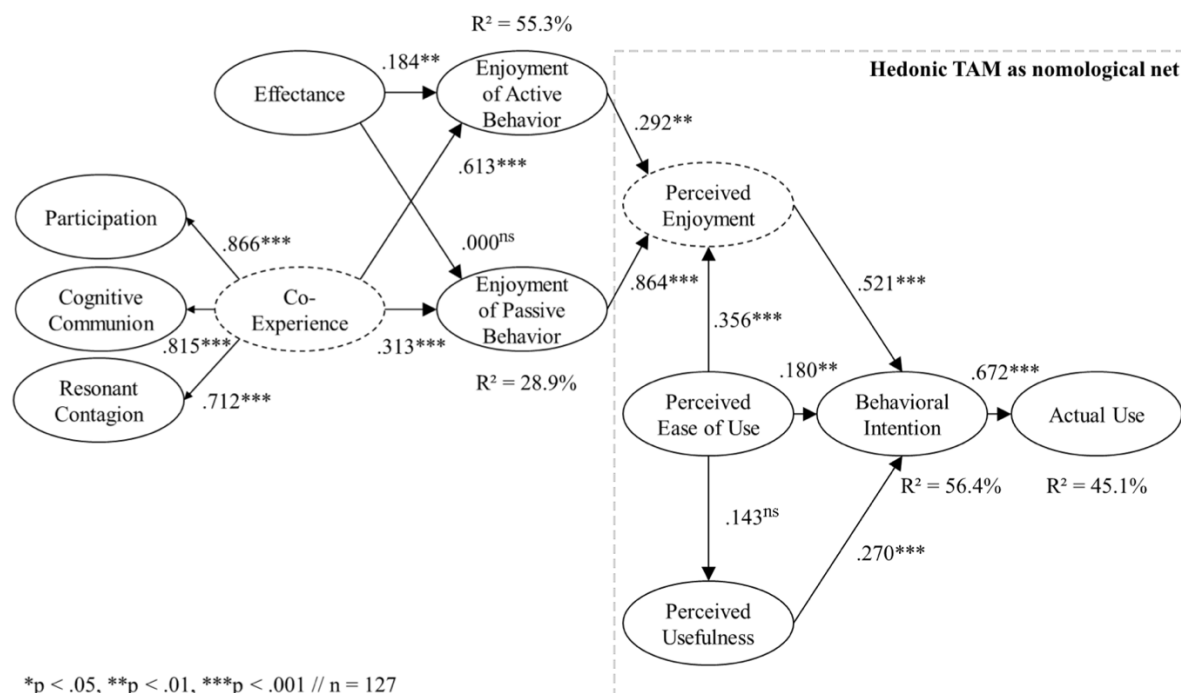 R² = 55.3%
Effectance
.184**
Enjoyment
of Active
Behavior
Hedonic TAM as nomological net
.292**
.613***
Perceived
Enjoyment
Participation
.866***
.000ns
.864***
.521***
Cognitive
Communion
.815***
Co-
Experience
.313***
Enjoyment
of Passive
Behavior
.356***
R² = 28.9%
Resonant
Contagion
.712***
Perceived
Ease of Use
.180**
Behavioral
Intention
.672***
Actual Use
R² = 56.4%
R² = 45.1%
.143ns
.270***
Perceived
Usefulness
*p < .05, **p < .01, ***p < .001 // n = 127